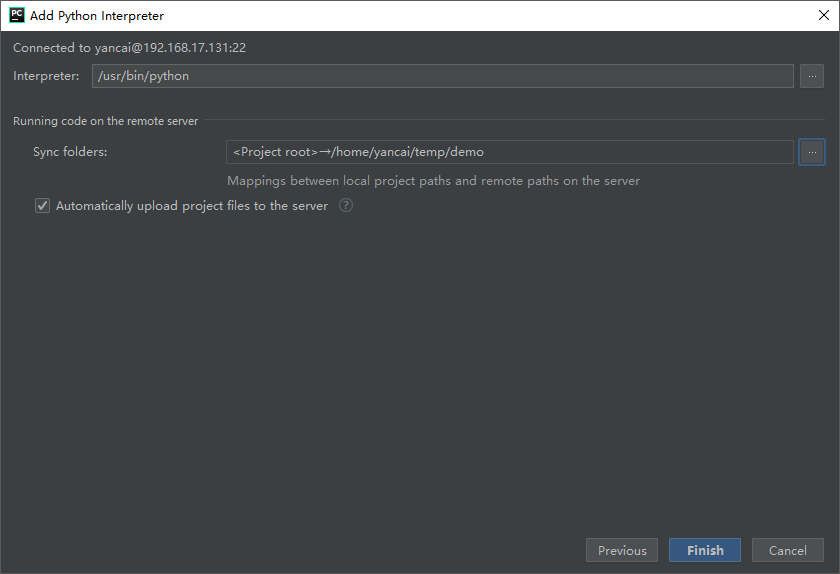 PC Add Python Interpreter
Connected to yancai@192.168.17.131:22
Interpreter: /usr/bin/python ...
Running code on the remote server
Sync folders: <Project root>→/home/yancai/temp/demo ...
Mappings between local project paths and remote paths on the server
Automatically upload project files to the server ?
Previous Finish Cancel